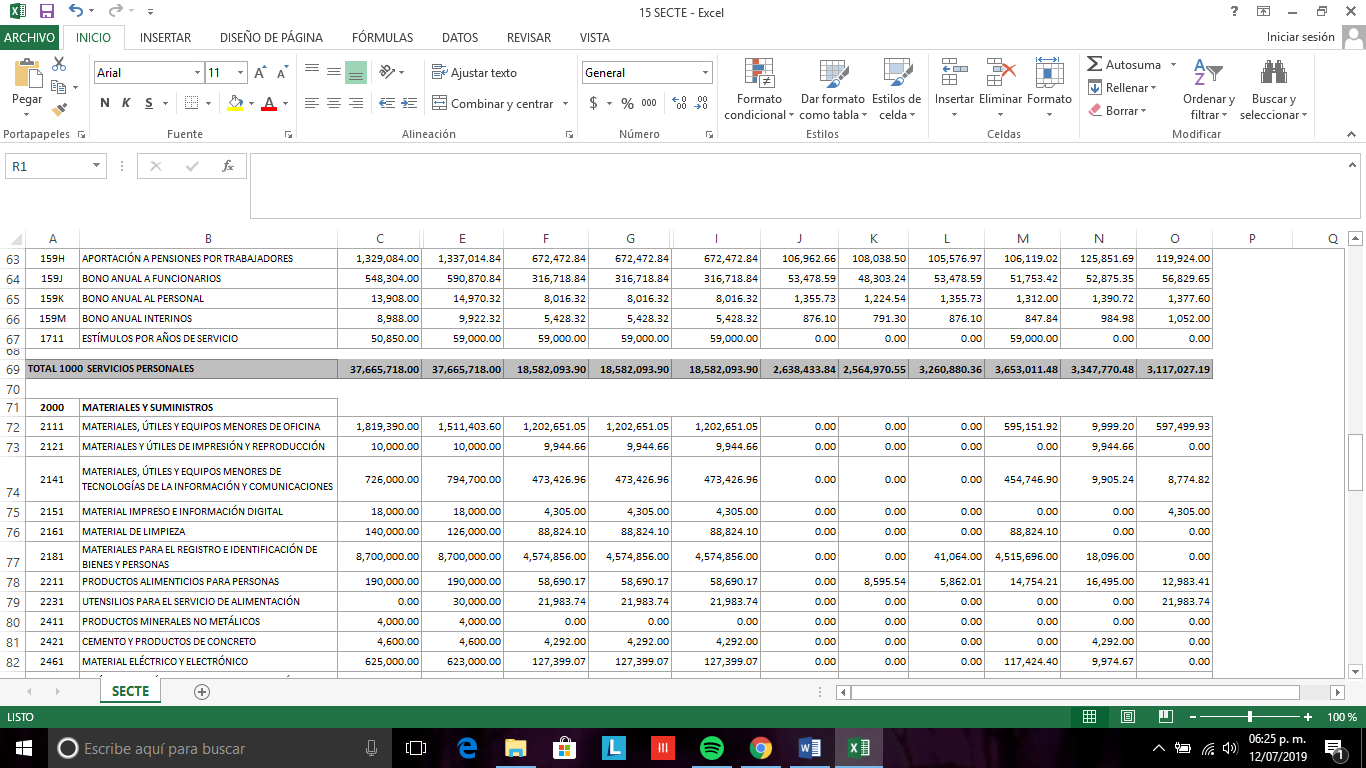 15 SECTE - Excel
ARCHIVO INICIO INSERTAR DISEÑO DE PÁGINA FÓRMULAS DATOS REVISAR VISTA Iniciar sesión
Pegar
Portapapeles
Arial 11
N K S
Fuente
Ajustar texto
Combinar y centrar
Alineación
General
$ % 000
Número
Formato condicional
Dar formato como tabla
Estilos de celda
Estilos
Insertar Eliminar Formato
Celdas
Autosuma
Rellenar
Borrar
Ordenar y filtrar
Buscar y seleccionar
Modificar
R1 fx
A B C E F G I J K L M N O P Q
63 159H APORTACIÓN A PENSIONES POR TRABAJADORES 1,329,084.00 1,337,014.84 672,472.84 672,472.84 672,472.84 106,962.66 108,038.50 105,576.97 106,119.02 125,851.69 119,924.00
64 159J BONO ANUAL A FUNCIONARIOS 548,304.00 590,870.84 316,718.84 316,718.84 316,718.84 53,478.59 48,303.24 53,478.59 51,753.42 52,875.35 56,829.65
65 159K BONO ANUAL AL PERSONAL 13,908.00 14,970.32 8,016.32 8,016.32 8,016.32 1,355.73 1,224.54 1,355.73 1,312.00 1,390.72 1,377.60
66 159M BONO ANUAL INTERINOS 8,988.00 9,922.32 5,428.32 5,428.32 5,428.32 876.10 791.30 876.10 847.84 984.98 1,052.00
67 1711 ESTÍMULOS POR AÑOS DE SERVICIO 50,850.00 59,000.00 59,000.00 59,000.00 59,000.00 0.00 0.00 0.00 59,000.00 0.00 0.00
68
69 TOTAL 1000 SERVICIOS PERSONALES 37,665,718.00 37,665,718.00 18,582,093.90 18,582,093.90 18,582,093.90 2,638,433.84 2,564,970.55 3,260,880.36 3,653,011.48 3,347,770.48 3,117,027.19
70
71 2000 MATERIALES Y SUMINISTROS
72 2111 MATERIALES, ÚTILES Y EQUIPOS MENORES DE OFICINA 1,819,390.00 1,511,403.60 1,202,651.05 1,202,651.05 1,202,651.05 0.00 0.00 0.00 595,151.92 9,999.20 597,499.93
73 2121 MATERIALES Y ÚTILES DE IMPRESIÓN Y REPRODUCCIÓN 10,000.00 10,000.00 9,944.66 9,944.66 9,944.66 0.00 0.00 0.00 0.00 9,944.66 0.00
74 2141 MATERIALES, ÚTILES Y EQUIPOS MENORES DE
TECNOLOGÍAS DE LA INFORMACIÓN Y COMUNICACIONES 726,000.00 794,700.00 473,426.96 473,426.96 473,426.96 0.00 0.00 0.00 454,746.90 9,905.24 8,774.82
75 2151 MATERIAL IMPRESO E INFORMACIÓN DIGITAL 18,000.00 18,000.00 4,305.00 4,305.00 4,305.00 0.00 0.00 0.00 0.00 0.00 4,305.00
76 2161 MATERIAL DE LIMPIEZA 140,000.00 126,000.00 88,824.10 88,824.10 88,824.10 0.00 0.00 0.00 88,824.10 0.00 0.00
77 2181 MATERIALES PARA EL REGISTRO E IDENTIFICACIÓN DE
BIENES Y PERSONAS 8,700,000.00 8,700,000.00 4,574,856.00 4,574,856.00 4,574,856.00 0.00 0.00 41,064.00 4,515,696.00 18,096.00 0.00
78 2211 PRODUCTOS ALIMENTICIOS PARA PERSONAS 190,000.00 190,000.00 58,690.17 58,690.17 58,690.17 0.00 8,595.54 5,862.01 14,754.21 16,495.00 12,983.41
79 2231 UTENSILIOS PARA EL SERVICIO DE ALIMENTACIÓN 0.00 30,000.00 21,983.74 21,983.74 21,983.74 0.00 0.00 0.00 0.00 0.00 21,983.74
80 2411 PRODUCTOS MINERALES NO METÁLICOS 4,000.00 4,000.00 0.00 0.00 0.00 0.00 0.00 0.00 0.00 0.00 0.00
81 2421 CEMENTO Y PRODUCTOS DE CONCRETO 4,600.00 4,600.00 4,292.00 4,292.00 4,292.00 0.00 0.00 0.00 0.00 4,292.00 0.00
82 2461 MATERIAL ELÉCTRICO Y ELECTRÓNICO 625,000.00 623,000.00 127,399.07 127,399.07 127,399.07 0.00 0.00 0.00 117,424.40 9,974.67 0.00
SECTE
LISTO 100 %
Escribe aquí para buscar
06:25 p. m.
12/07/2019
1